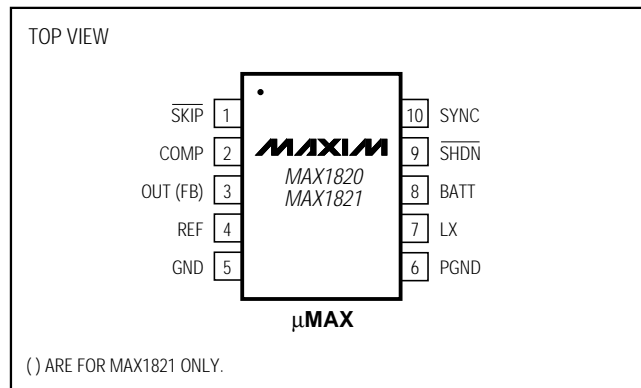 TOP VIEW
SKIP 1
COMP 2
OUT (FB) 3
REF 4
GND 5
MAXIM
MAX1820
MAX1821
10 SYNC
9 SHDN
8 BATT
7 LX
6 PGND
µMAX
( ) ARE FOR MAX1821 ONLY.